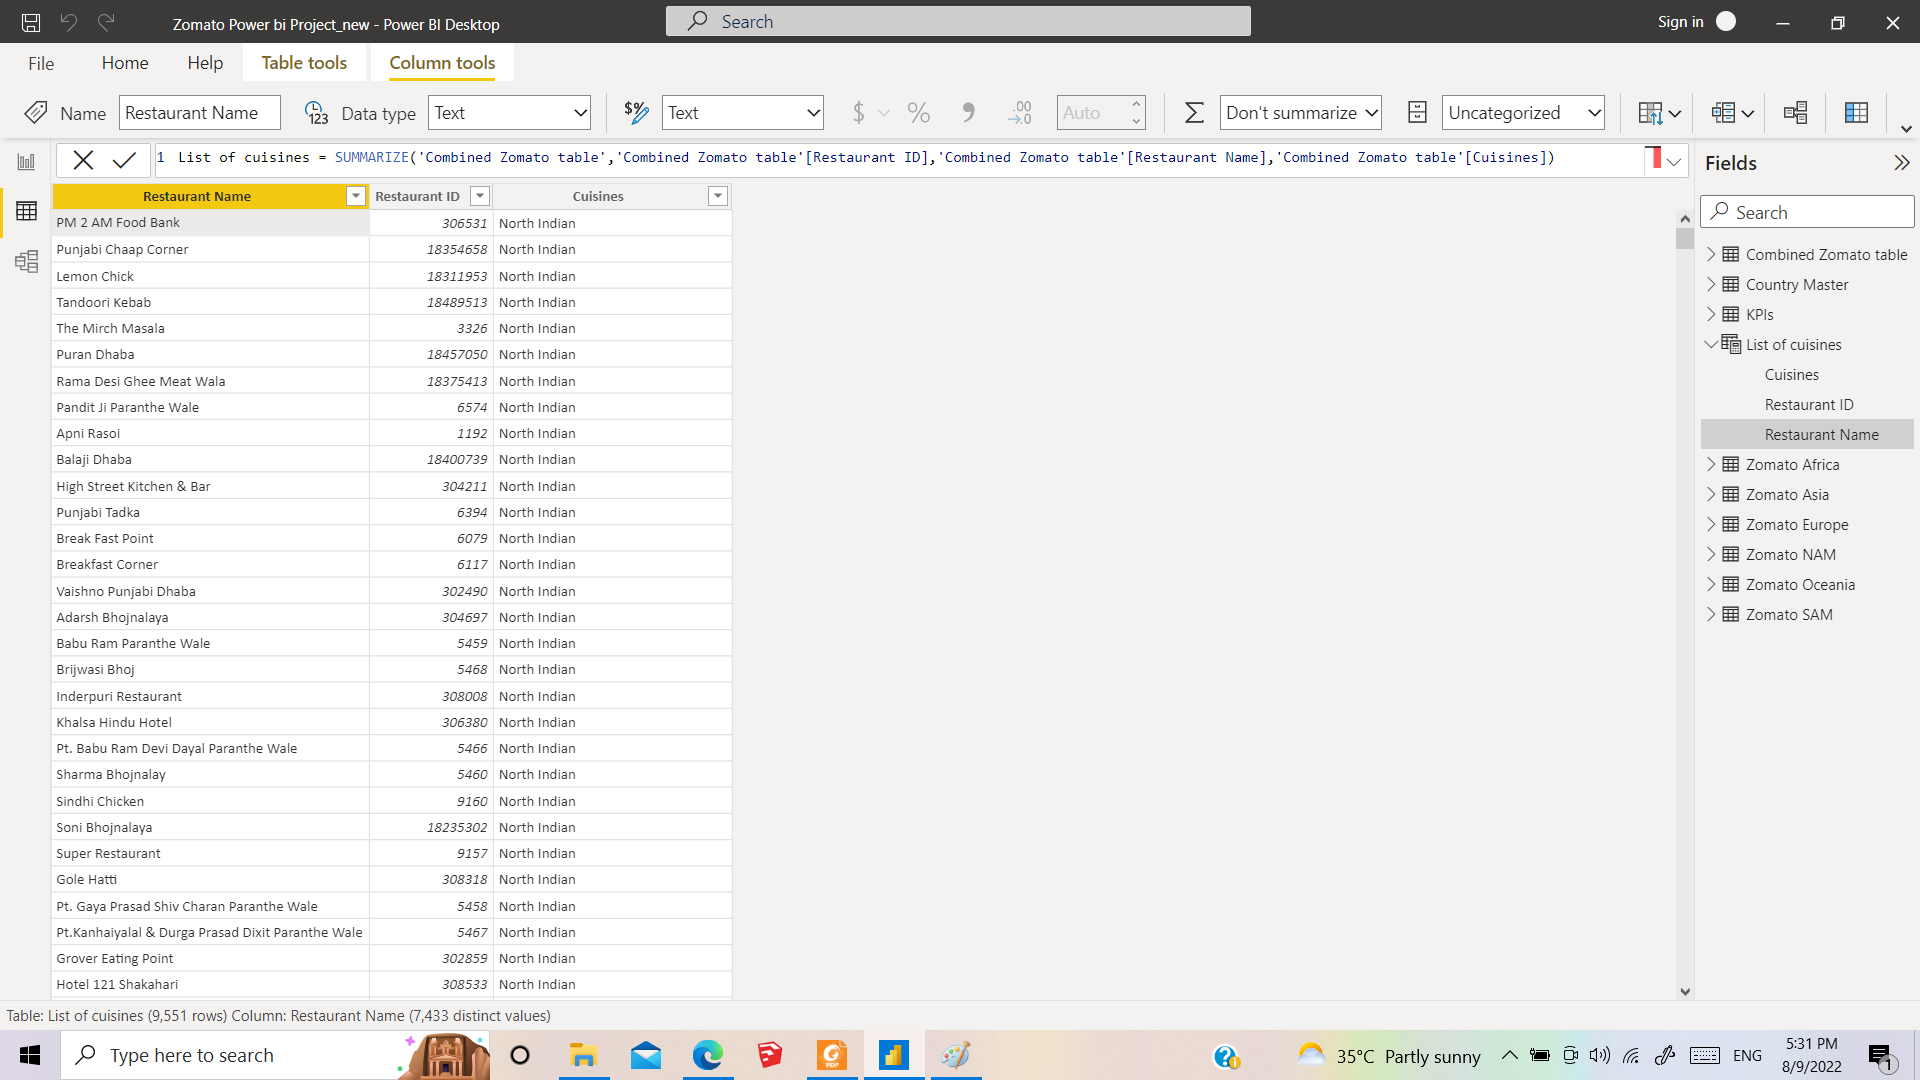 Zomato Power bi Project_new - Power BI Desktop
Search
Sign in
File Home Help Table tools Column tools
Name Restaurant Name Data type Text Text $ % .00 Auto Don't summarize Uncategorized
1 List of cuisines = SUMMARIZE('Combined Zomato table','Combined Zomato table'[Restaurant ID],'Combined Zomato table'[Restaurant Name],'Combined Zomato table'[Cuisines])
Restaurant Name Restaurant ID Cuisines
PM 2 AM Food Bank 306531 North Indian
Punjabi Chaap Corner 18354658 North Indian
Lemon Chick 18311953 North Indian
Tandoori Kebab 18489513 North Indian
The Mirch Masala 3326 North Indian
Puran Dhaba 18457050 North Indian
Rama Desi Ghee Meat Wala 18375413 North Indian
Pandit Ji Paranthe Wale 6574 North Indian
Apni Rasoi 1192 North Indian
Balaji Dhaba 18400739 North Indian
High Street Kitchen & Bar 304211 North Indian
Punjabi Tadka 6394 North Indian
Break Fast Point 6079 North Indian
Breakfast Corner 6117 North Indian
Vaishno Punjabi Dhaba 302490 North Indian
Adarsh Bhojnalaya 304697 North Indian
Babu Ram Paranthe Wale 5459 North Indian
Brijwasi Bhoj 5468 North Indian
Inderpuri Restaurant 308008 North Indian
Khalsa Hindu Hotel 306380 North Indian
Pt. Babu Ram Devi Dayal Paranthe Wale 5466 North Indian
Sharma Bhojnalay 5460 North Indian
Sindhi Chicken 9160 North Indian
Soni Bhojnalaya 18235302 North Indian
Super Restaurant 9157 North Indian
Gole Hatti 308318 North Indian
Pt. Gaya Prasad Shiv Charan Paranthe Wale 5458 North Indian
Pt.Kanhaiyalal & Durga Prasad Dixit Paranthe Wale 5467 North Indian
Grover Eating Point 302859 North Indian
Hotel 121 Shakahari 308533 North Indian
Fields
Search
Combined Zomato table
Country Master
KPIs
List of cuisines
Cuisines
Restaurant ID
Restaurant Name
Zomato Africa
Zomato Asia
Zomato Europe
Zomato NAM
Zomato Oceania
Zomato SAM
Table: List of cuisines (9,551 rows) Column: Restaurant Name (7,433 distinct values)
Type here to search
35°C Partly sunny
ENG
5:31 PM
8/9/2022
1